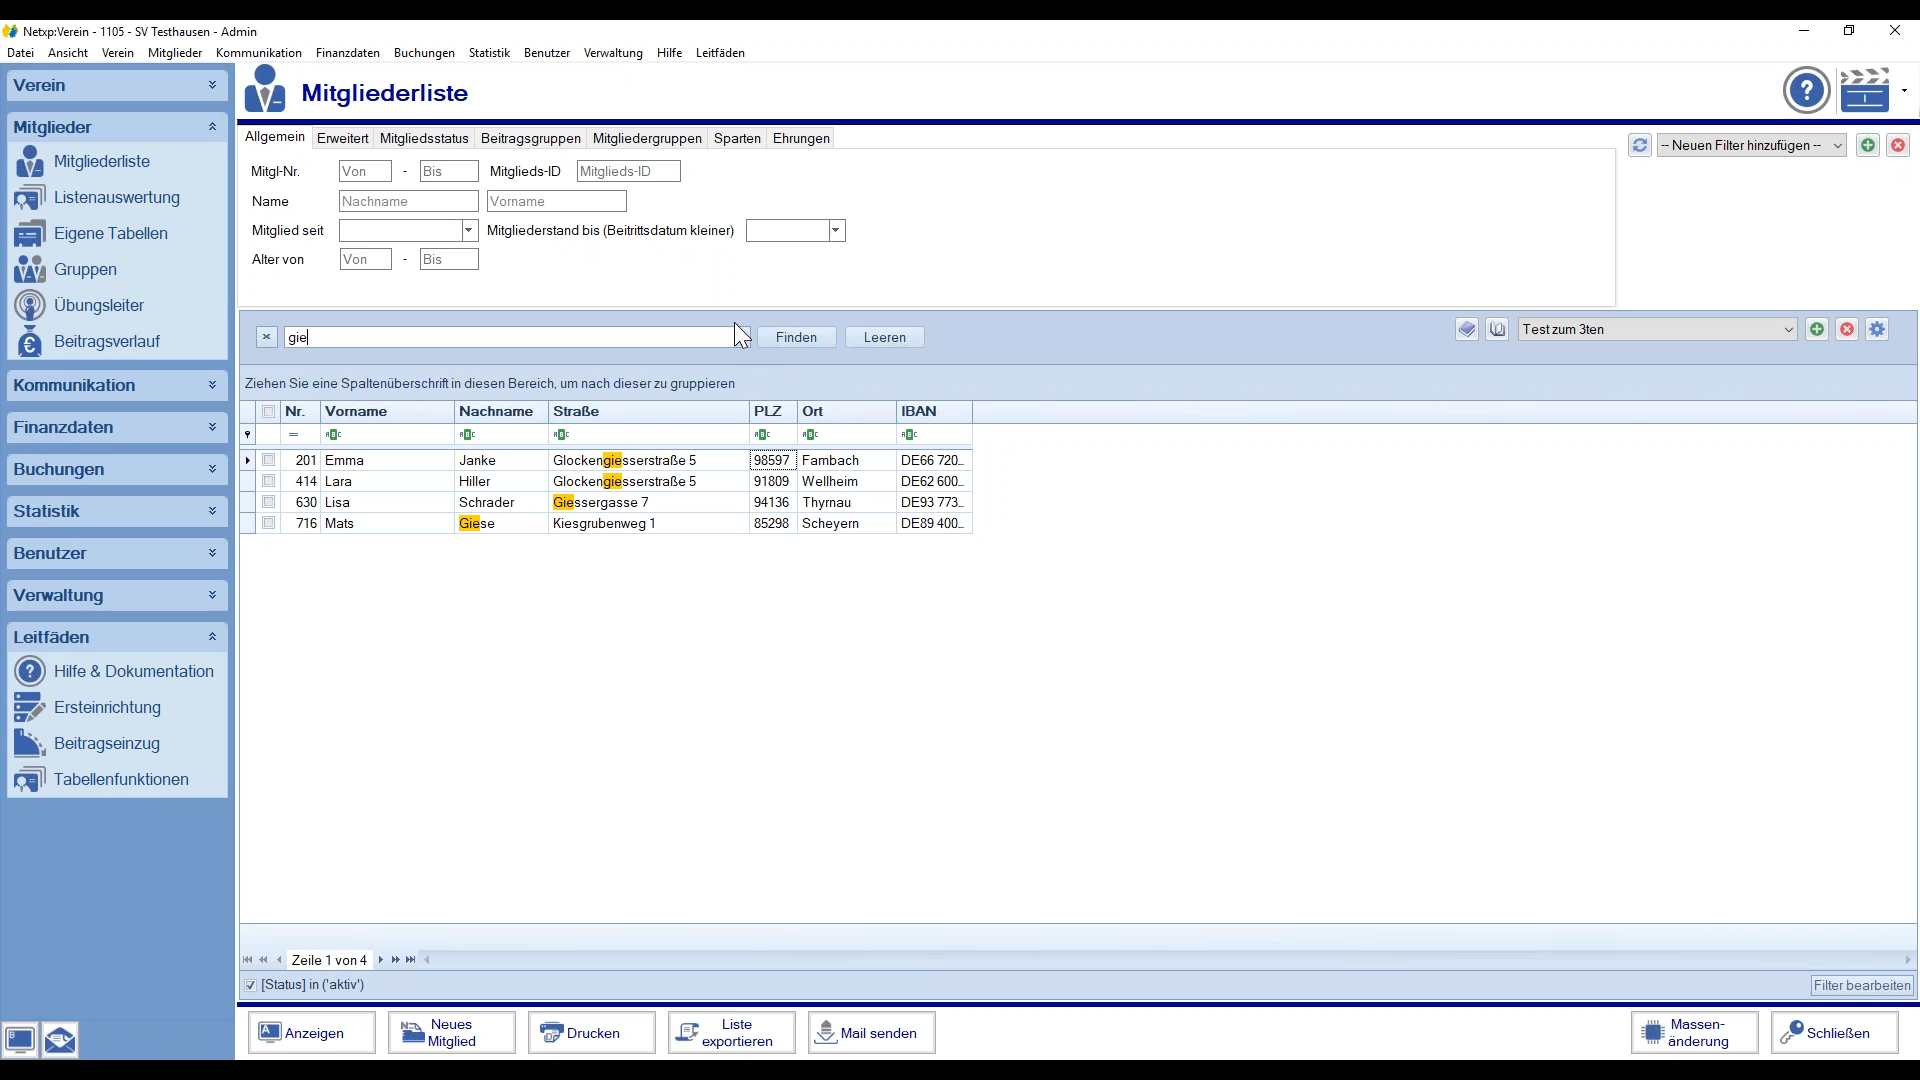 Netxp:Verein - 1105 - SV Testhausen - Admin
Datei Ansicht Verein Mitglieder Kommunikation Finanzdaten Buchungen Statistik Benutzer Verwaltung Hilfe Leitfäden
Verein
Mitglieder
Mitgliederliste
Listenauswertung
Eigene Tabellen
Gruppen
Übungsleiter
Beitragsverlauf
Kommunikation
Finanzdaten
Buchungen
Statistik
Benutzer
Verwaltung
Leitfäden
Hilfe & Dokumentation
Ersteinrichtung
Beitragseinzug
Tabellenfunktionen
Mitgliederliste
Allgemein Erweitert Mitgliedsstatus Beitragsgruppen Mitgliedergruppen Sparten Ehrungen
-- Neuen Filter hinzufügen --
Mitgl-Nr. Von - Bis Mitglieds-ID Mitglieds-ID
Name Nachname Vorname
Mitglied seit Mitgliederstand bis (Beitrittsdatum kleiner)
Alter von Von - Bis
gie Finden Leeren Test zum 3ten
Ziehen Sie eine Spaltenüberschrift in diesen Bereich, um nach dieser zu gruppieren
Nr. Vorname Nachname Straße PLZ Ort IBAN
201 Emma Janke Glockengiesserstraße 5 98597 Fambach DE66 720...
414 Lara Hiller Glockengiesserstraße 5 91809 Wellheim DE62 600...
630 Lisa Schrader Giessergasse 7 94136 Thyrnau DE93 773...
716 Mats Giese Kiesgrubenweg 1 85298 Scheyern DE89 400...
Zeile 1 von 4
[Status] in ('aktiv') Filter bearbeiten
Anzeigen
Neues
Mitglied
Drucken
Liste
exportieren
Mail senden
Massen-
änderung
Schließen